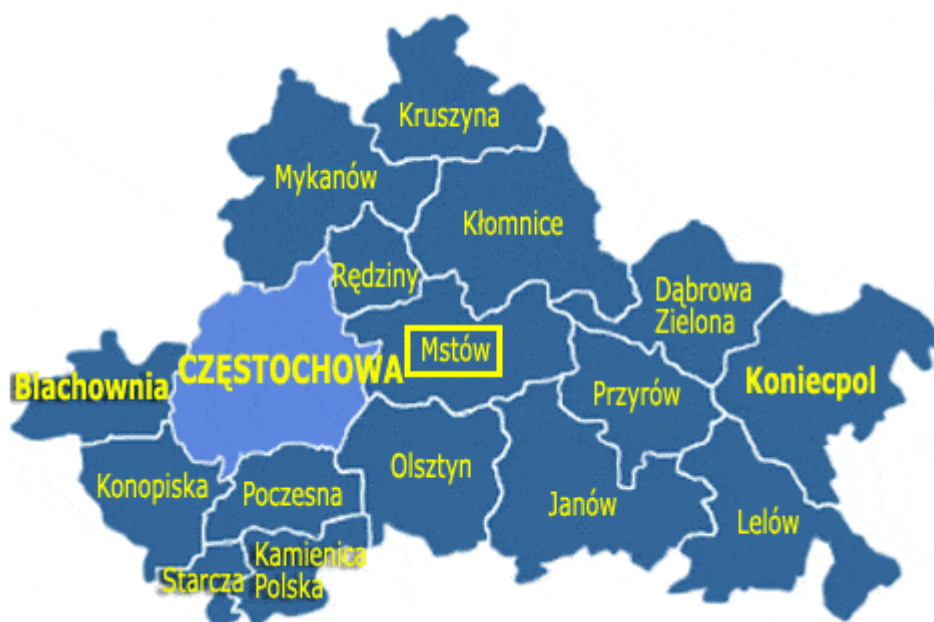 Kruszyna
Mykanów
Kłomnice
Rędziny
Dąbrowa
Zielona
Mstów
CZĘSTOCHOWA
Blachownia
Koniecpol
Przyrów
Olsztyn
Konopiska
Poczesna
Janów
Lelów
Kamienica
Polska
Starcza